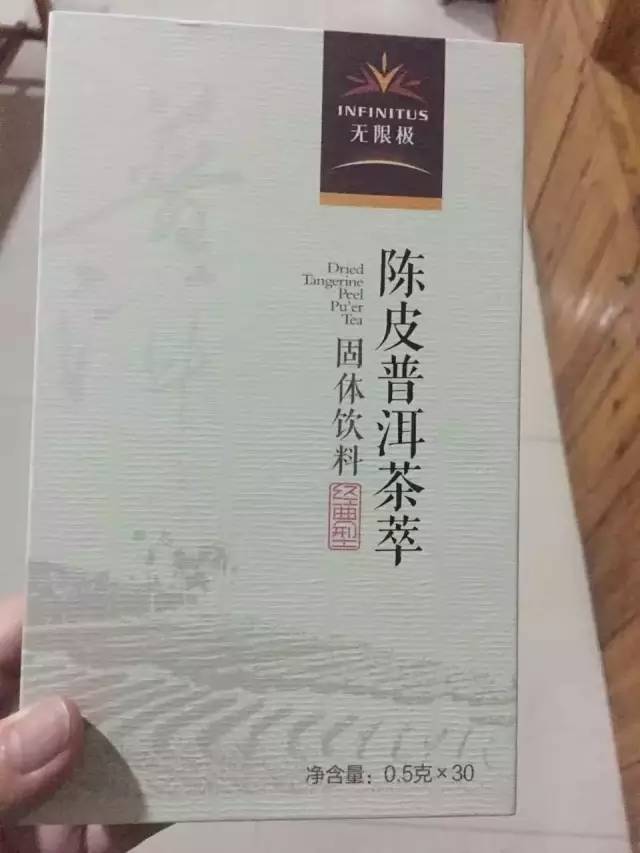 INFINITUS
无限极
陈皮普洱茶萃
Dried
Tangerine
Peel
Pu'er
Tea
固体饮料
经典型
净含量：0.5克×30